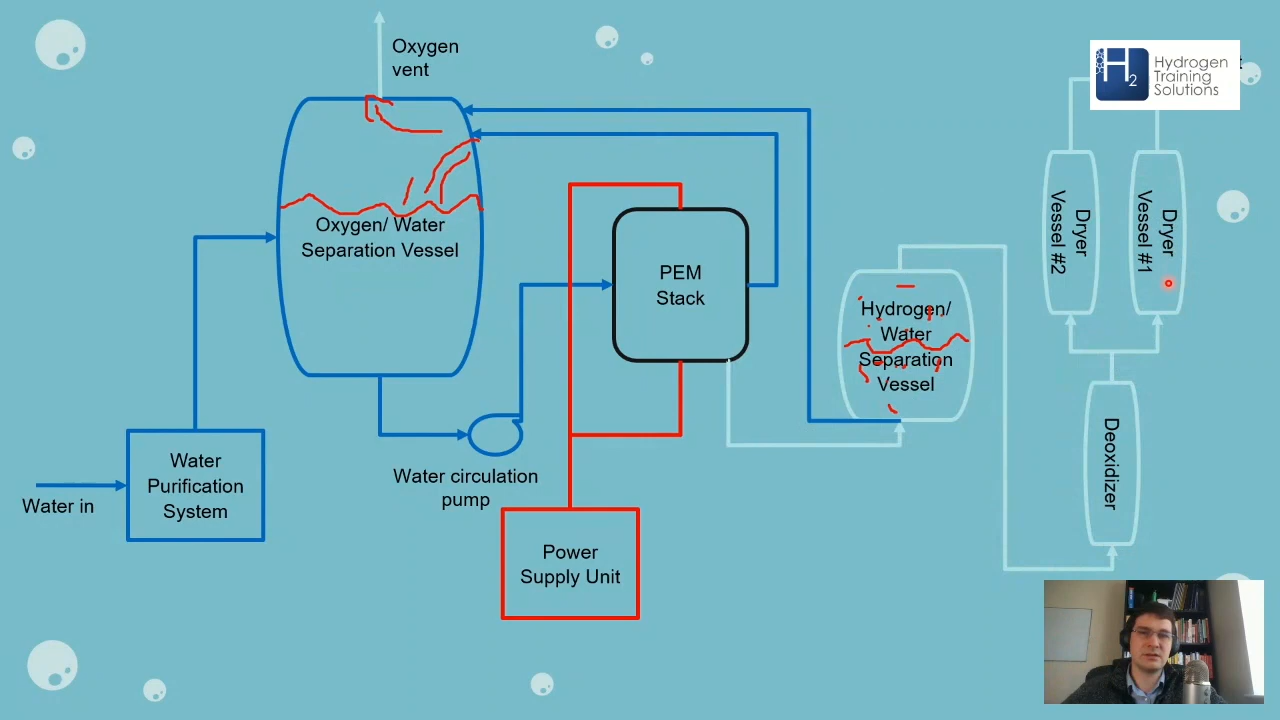 Oxygen
vent
H2
Hydrogen
Training
Solutions
Oxygen/ Water
Separation Vessel
PEM
Stack
Hydrogen/
Water
Separation
Vessel
Dryer
Vessel #2
Dryer
Vessel #1
Deoxidizer
Water
Purification
System
Water in
Water circulation
pump
Power
Supply Unit